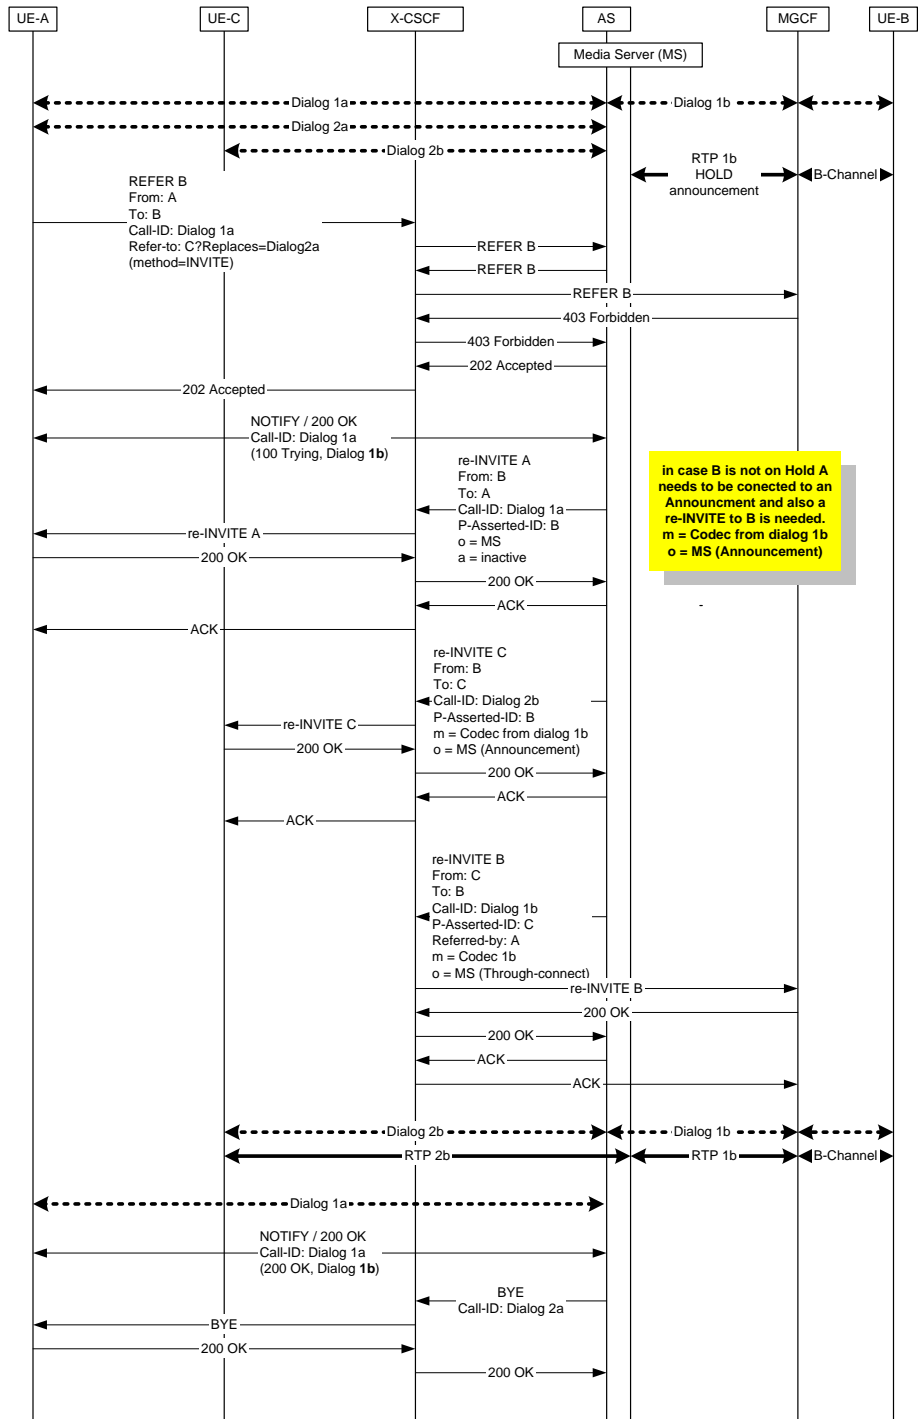 UE-A
UE-C
X-CSCF
AS
MGCF
UE-B
Media Server (MS)
Dialog 1a
Dialog 1b
Dialog 2a
Dialog 2b
RTP 1b
HOLD
announcement
B-Channel
REFER B
From: A
To: B
Call-ID: Dialog 1a
Refer-to: C?Replaces=Dialog2a
(method=INVITE)
REFER B
REFER B
REFER B
403 Forbidden
403 Forbidden
202 Accepted
202 Accepted
NOTIFY / 200 OK
Call-ID: Dialog 1a
(100 Trying, Dialog 1b)
in case B is not on Hold A
needs to be conected to an
Announcment and also a
re-INVITE to B is needed.
m = Codec from dialog 1b
o = MS (Announcement)
re-INVITE A
From: B
To: A
Call-ID: Dialog 1a
P-Asserted-ID: B
o = MS
a = inactive
re-INVITE A
200 OK
200 OK
ACK
-
ACK
re-INVITE C
From: B
To: C
Call-ID: Dialog 2b
P-Asserted-ID: B
m = Codec from dialog 1b
o = MS (Announcement)
re-INVITE C
200 OK
200 OK
ACK
ACK
re-INVITE B
From: C
To: B
Call-ID: Dialog 1b
P-Asserted-ID: C
Referred-by: A
m = Codec 1b
o = MS (Through-connect)
re-INVITE B
200 OK
200 OK
ACK
ACK
Dialog 2b
Dialog 1b
RTP 2b
RTP 1b
B-Channel
Dialog 1a
NOTIFY / 200 OK
Call-ID: Dialog 1a
(200 OK, Dialog 1b)
BYE
Call-ID: Dialog 2a
BYE
200 OK
200 OK